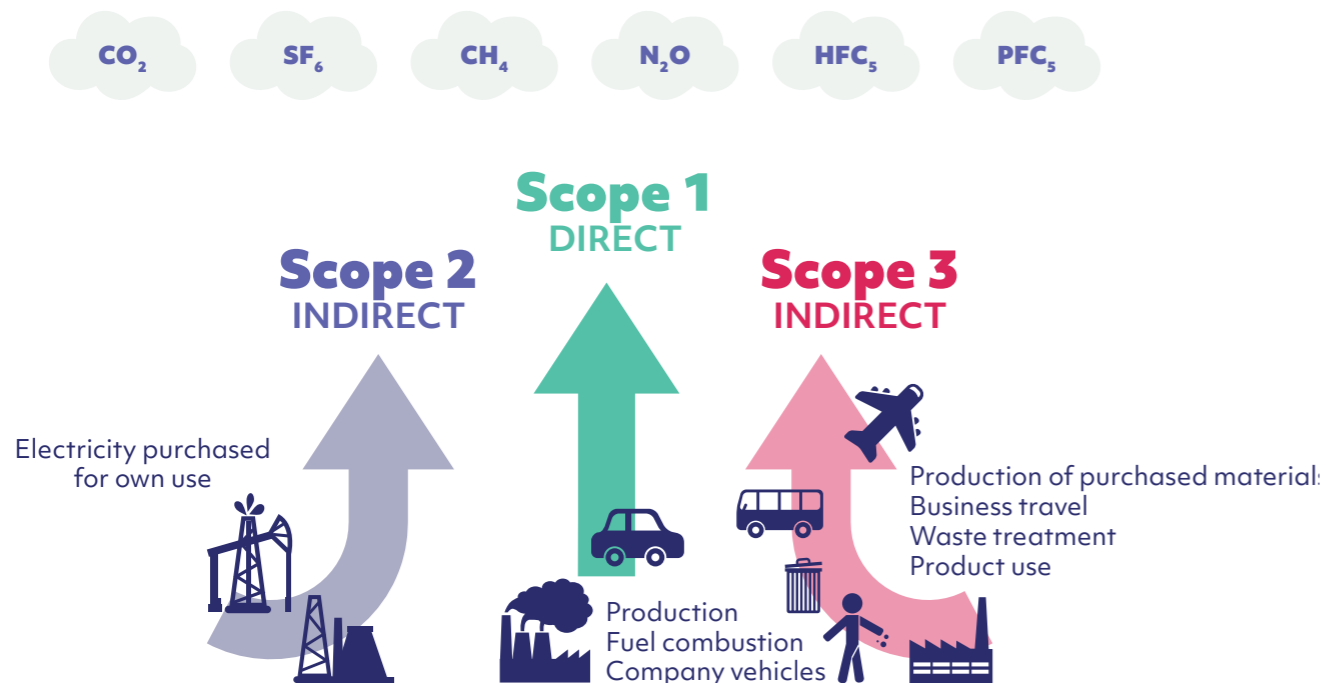 CO₂
SF₆
CH₄
N₂O
HFC₅
PFC₅
Scope 1
DIRECT
Scope 2
INDIRECT
Scope 3
INDIRECT
Electricity purchased
for own use
Production of purchased materials
Business travel
Waste treatment
Product use
Production
Fuel combustion
Company vehicles